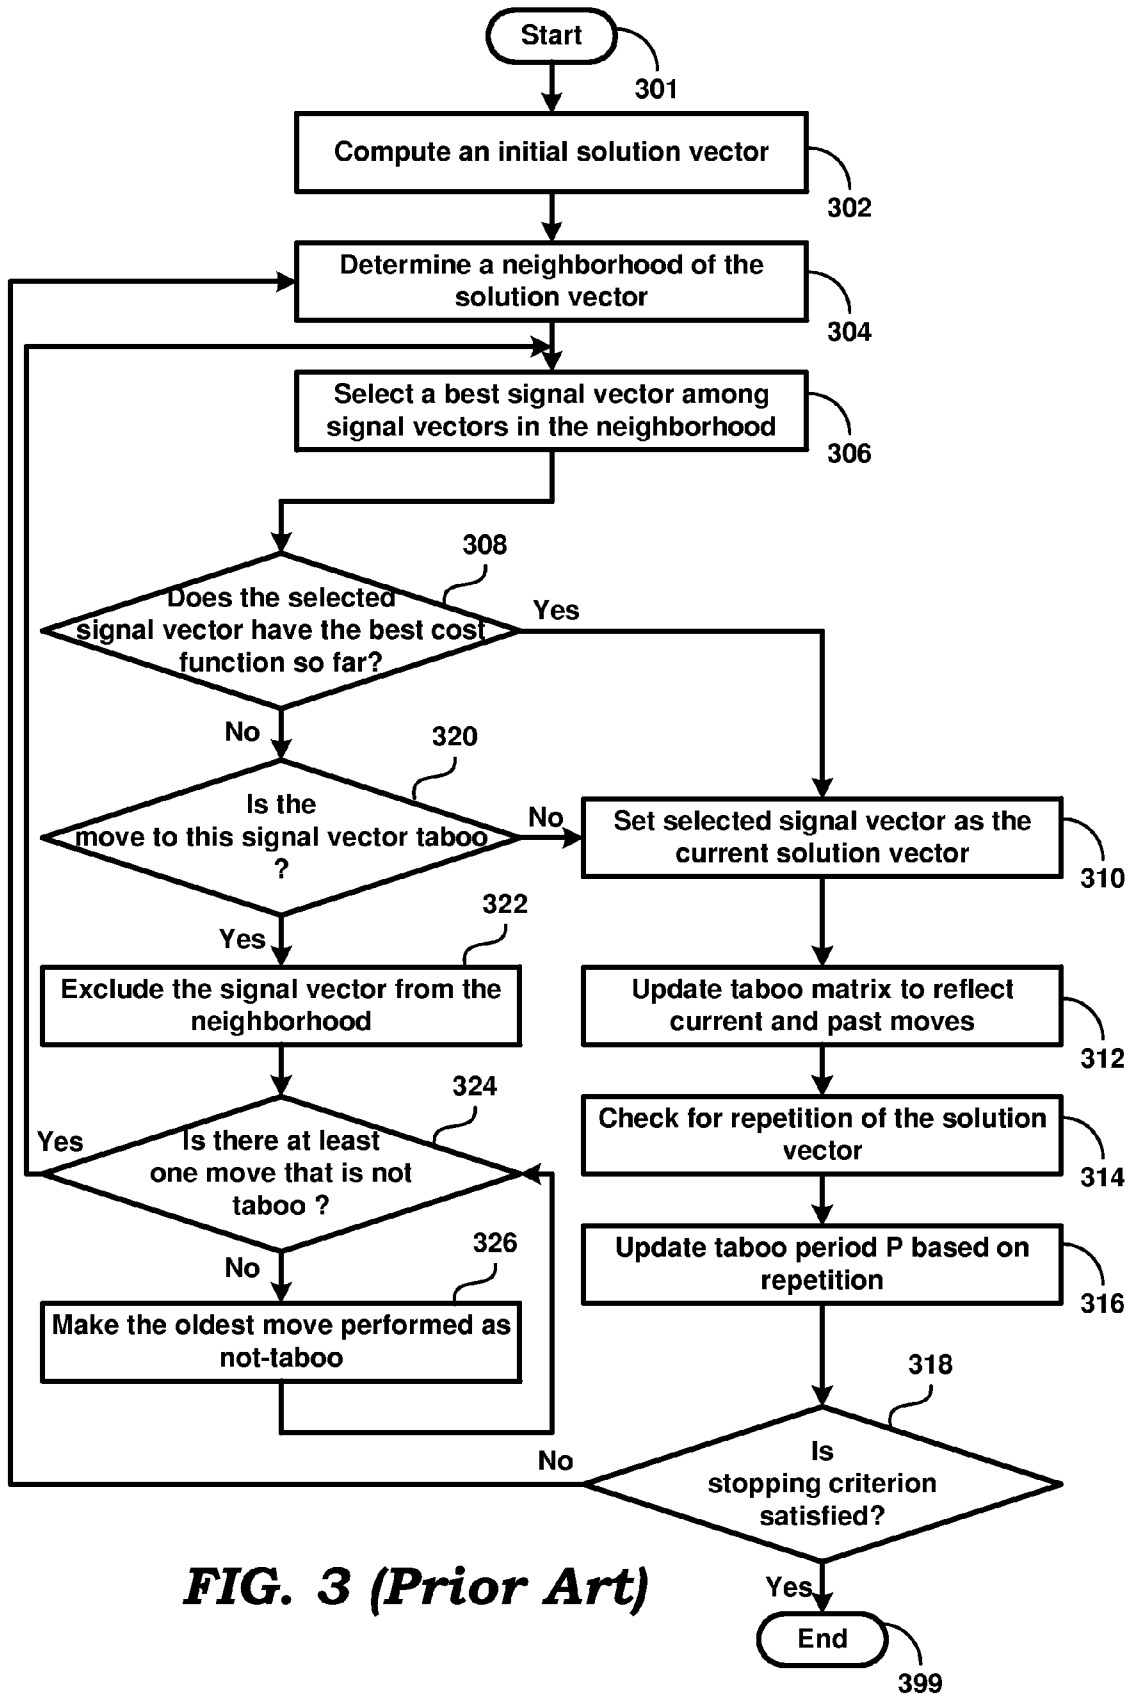 Start
301
Compute an initial solution vector
302
Determine a neighborhood of the
solution vector
304
Select a best signal vector among
signal vectors in the neighborhood
306
308
Does the selected
signal vector have the best cost
function so far?
Yes
No
320
Is the
move to this signal vector taboo
?
No
Set selected signal vector as the
current solution vector
310
Yes
322
Exclude the signal vector from the
neighborhood
Update taboo matrix to reflect
current and past moves
312
324
Yes
Is there at least
one move that is not
taboo ?
Check for repetition of the solution
vector
314
No
326
Make the oldest move performed as
not-taboo
Update taboo period P based on
repetition
316
318
No
Is
stopping criterion
satisfied?
Yes
End
399
FIG. 3 (Prior Art)